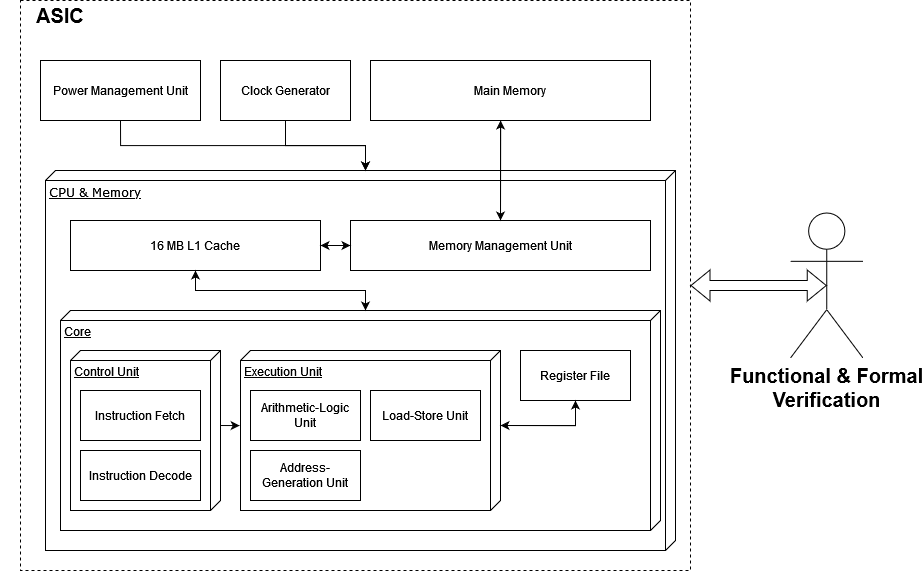 ASIC
Power Management Unit
Clock Generator
Main Memory
CPU & Memory
16 MB L1 Cache
Memory Management Unit
Core
Control Unit
Instruction Fetch
Instruction Decode
Execution Unit
Arithmetic-Logic
Unit
Load-Store Unit
Address-
Generation Unit
Register File
Functional & Formal
Verification